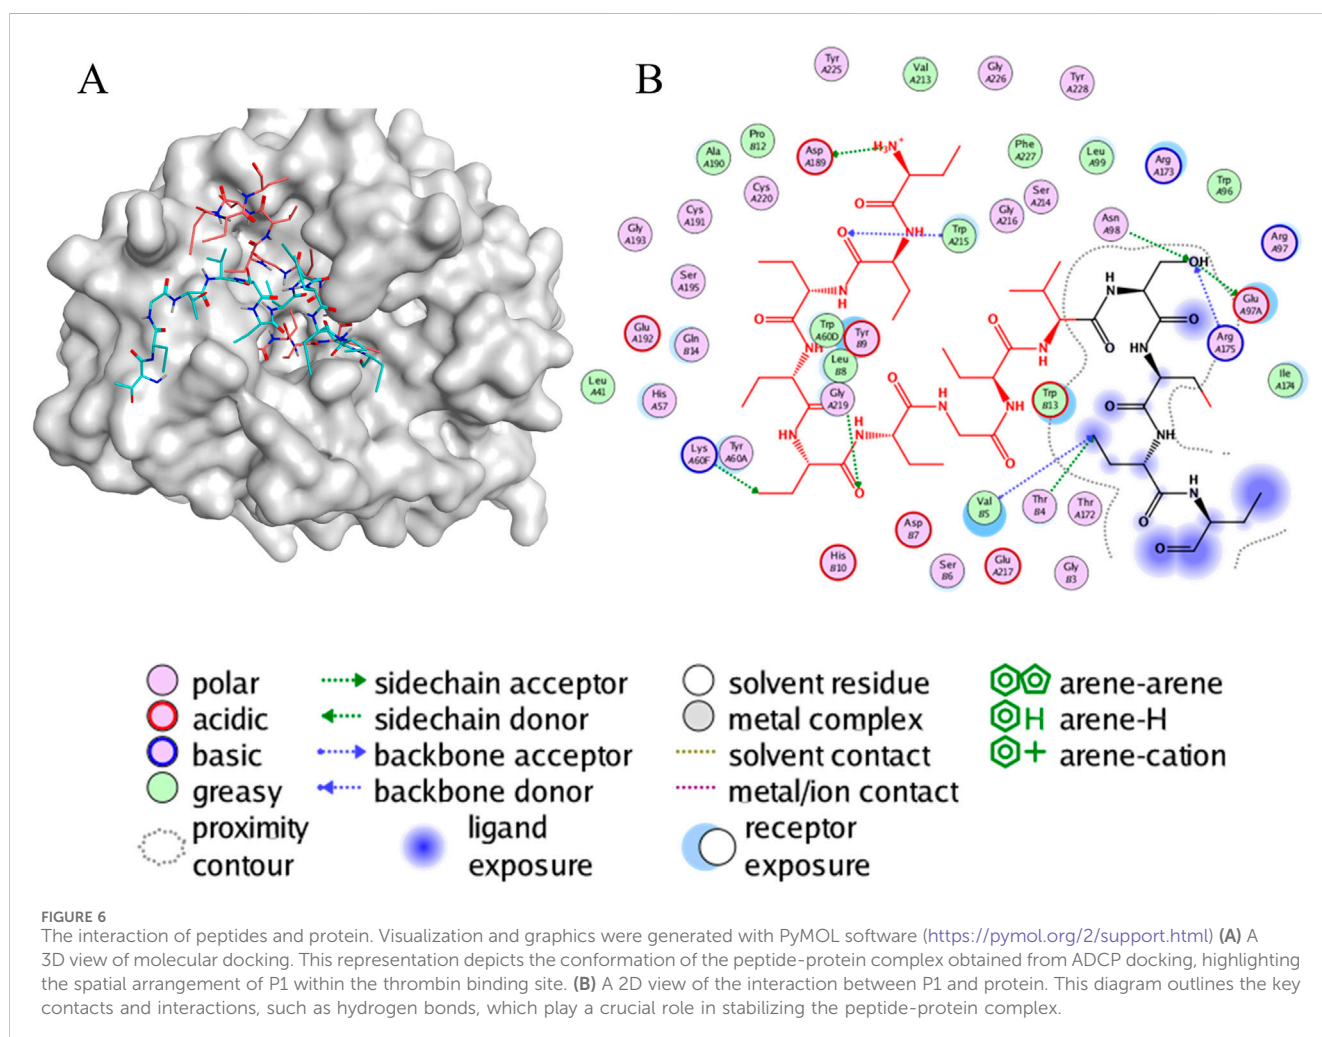 A
B
Tyr A225
Val A213
Gly A226
Tyr A228
Pro B12
Ala A190
Asp A189
H₃N⁺
Phe A227
Leu A99
Arg A173
Cys A220
Ser A214
Trp A96
Cys A191
O
Gly A216
Asn A98
Gly A193
O
NH
Trp A215
Arg A97
H
N
OH
Ser A195
N
H
Glu A97A
O
O
O
Glu A192
Gln B14
Trp A60D
Tyr B9
Arg A175
NH
O
NH
NH
Leu B8
Ile A174
Leu A41
His A57
Gly A219
O
NH
O
NH
Trp B13
O
HN
NH
NH
Lys A60F
Tyr A60A
O
O
O
H
N
O
Val B5
Thr B4
Thr A172
O
Asp B7
O
His B10
Ser B6
Glu A217
Gly B3
polar
sidechain acceptor
solvent residue
arene-arene
acidic
sidechain donor
metal complex
H
arene-H
basic
backbone acceptor
solvent contact
+
arene-cation
greasy
backbone donor
metal/ion contact
proximity
contour
ligand
exposure
receptor
exposure
FIGURE 6
The interaction of peptides and protein. Visualization and graphics were generated with PyMOL software (https://pymol.org/2/support.html) (A) A
3D view of molecular docking. This representation depicts the conformation of the peptide-protein complex obtained from ADCP docking, highlighting
the spatial arrangement of P1 within the thrombin binding site. (B) A 2D view of the interaction between P1 and protein. This diagram outlines the key
contacts and interactions, such as hydrogen bonds, which play a crucial role in stabilizing the peptide-protein complex.